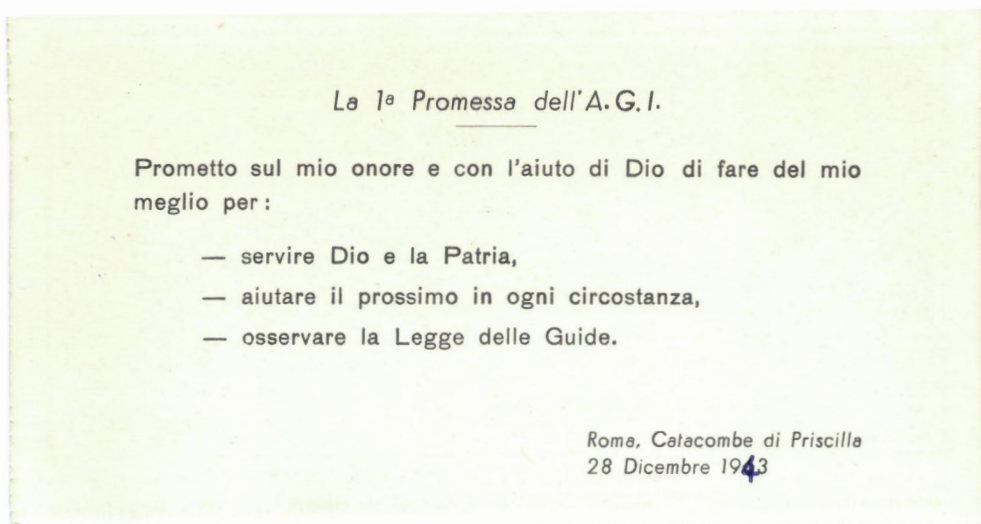 La 1ª Promessa dell'A.G.I.
Prometto sul mio onore e con l'aiuto di Dio di fare del mio
meglio per:
— servire Dio e la Patria,
— aiutare il prossimo in ogni circostanza,
— osservare la Legge delle Guide.
Roma, Catacombe di Priscilla
28 Dicembre 1943